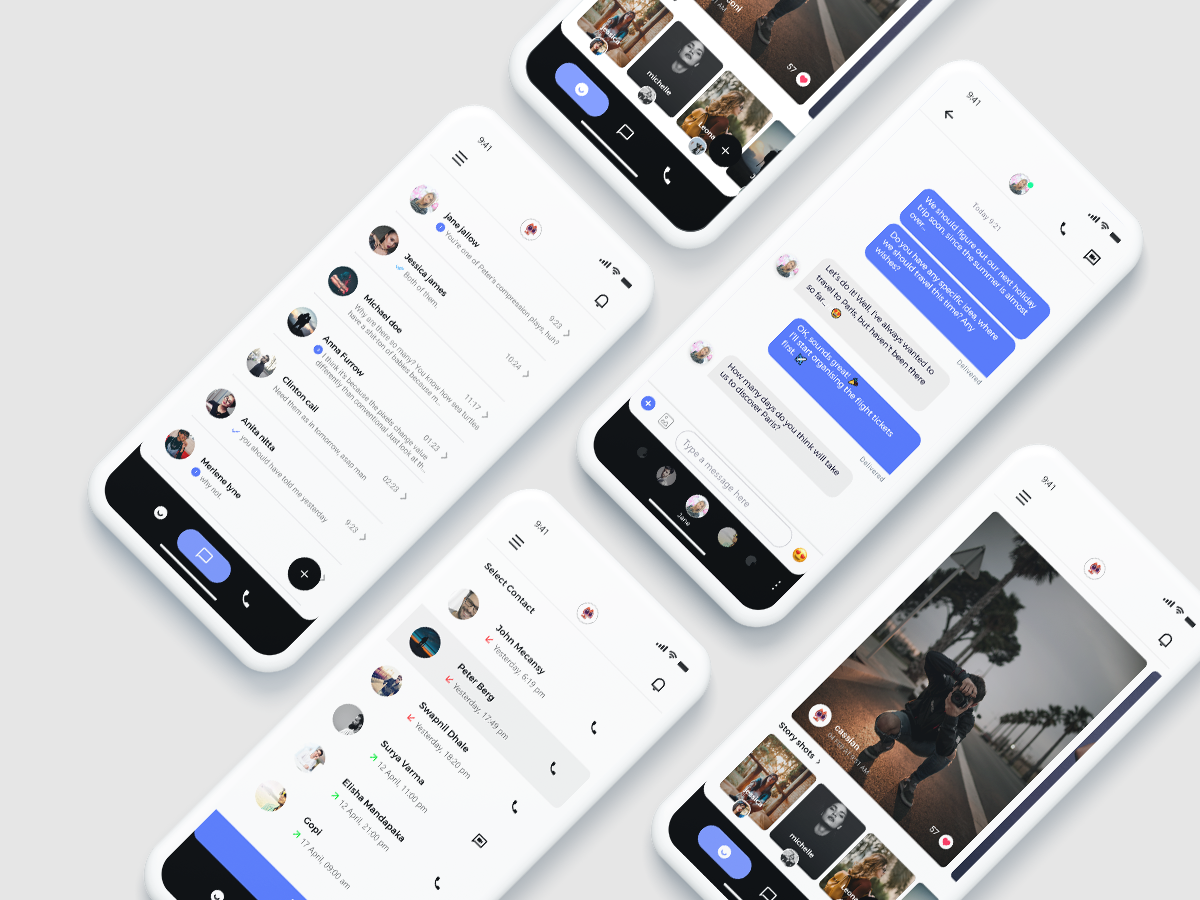 9:41
jane jallow
You're one of Peter's compression plays, huh?
9:23
Jessica james
Both of them.
10:24
Michael doe
Why are there so many? You know how sea turtles
have a shit-ton of babies because m...
11:17
Anna Furrow
I think it's because the pixels change value
differently than conventional Just look at th...
01:23
Clinton call
Need them as in tomorrow, asap man
02:23
Anita nitta
you should have told me yesterday
9:23
Merlene lyne
why not.
michelle
Leona
57
9:41
Today 9:21
We should figure out our next holiday
trip soon, since the summer is almost
over..
Do you have any specific idea, where
we should travel this time? Any
wishes?
Delivered
Let's do it! Well, I've always wanted to
travel to Paris, but haven't been there
so far... 😍
OK, sounds great! 🎉
I'll start organising the flight tickets
first. ✈️
Delivered
How many days do you think will take
us to discover Paris?
Type a message here
Jane
9:41
Select Contact
John Mecansy
Yesterday, 6:19 pm
Peter Berg
Yesterday, 17:49 pm
Swapnil Dhale
Yesterday, 18:20 pm
Surya Varma
12 April, 11:00 pm
Elisha Mandapaka
12 April, 21:00 pm
Gopi
17 April, 09:00 am
9:41
cassian
57
Story shots
michelle
Leona